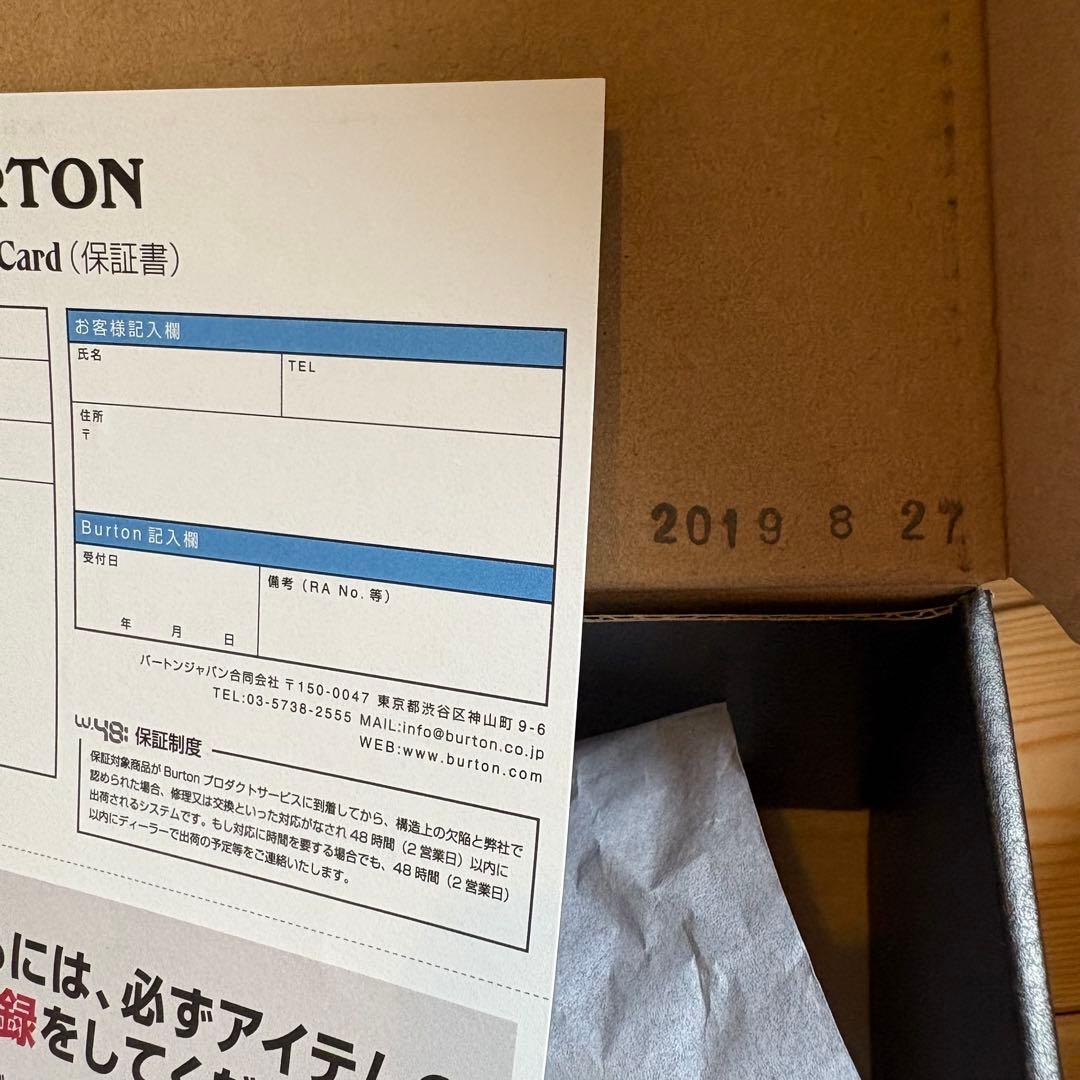 RTON
Card（保証書）
お客様記入欄
氏名
TEL
住所
〒
Burton 記入欄
受付日
備考（RA No. 等）
年 月 日
バートンジャパン合同会社 〒150-0047 東京都渋谷区神山町 9-6
TEL:03-5738-2555 MAIL:info@burton.co.jp
WEB:www.burton.com
w.48: 保証制度
保証対象商品が Burton プロダクトサービスに到着してから、構造上の欠陥と弊社で
認められた場合、修理又は交換といった対応がなされ 48 時間（2 営業日）以内に
出荷されるシステムです。もし対応に時間を要する場合でも、48 時間（2 営業日）
以内にディーラーで出荷の予定等をご連絡いたします。
には、必ずアイテ
録をしてくだ
2019 8 27